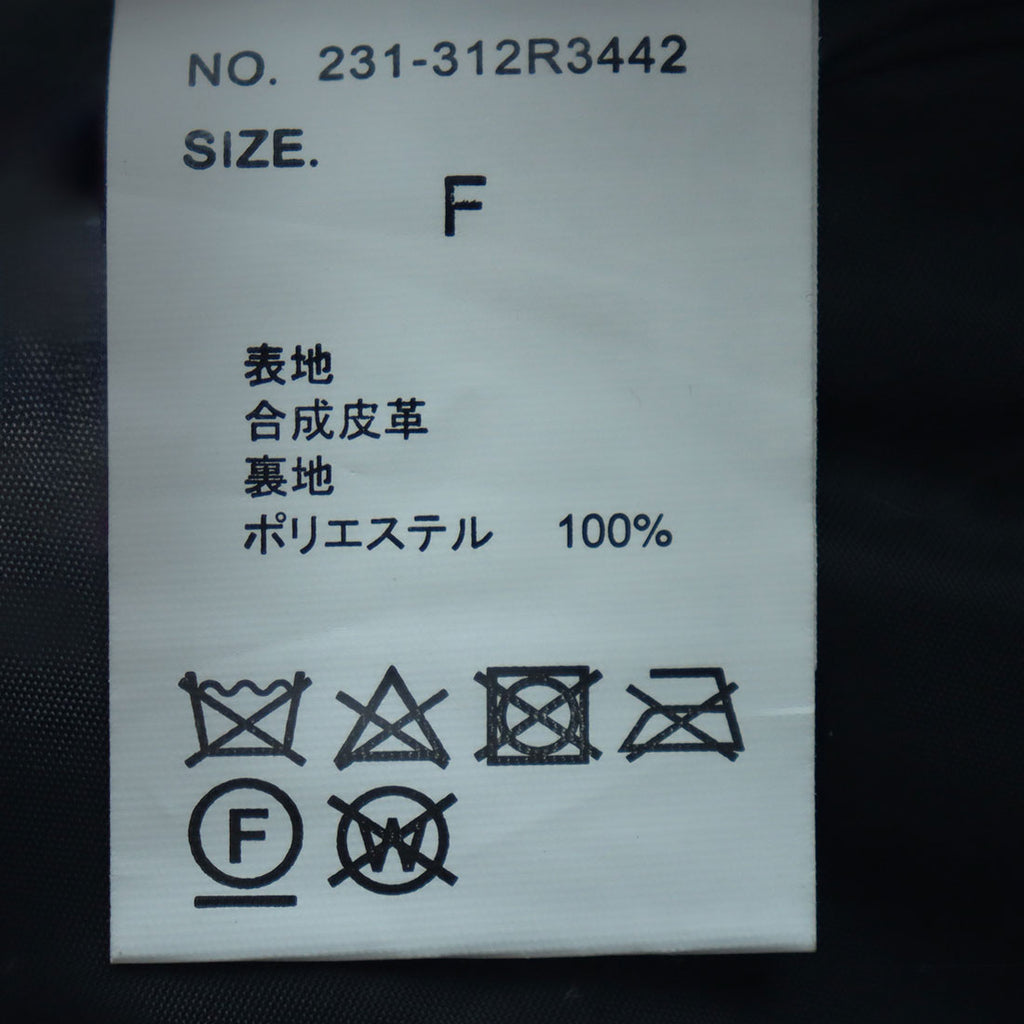 NO. 231-312R3442
SIZE.
F
表地
合成皮革
裏地
ポリエステル 100%
F W